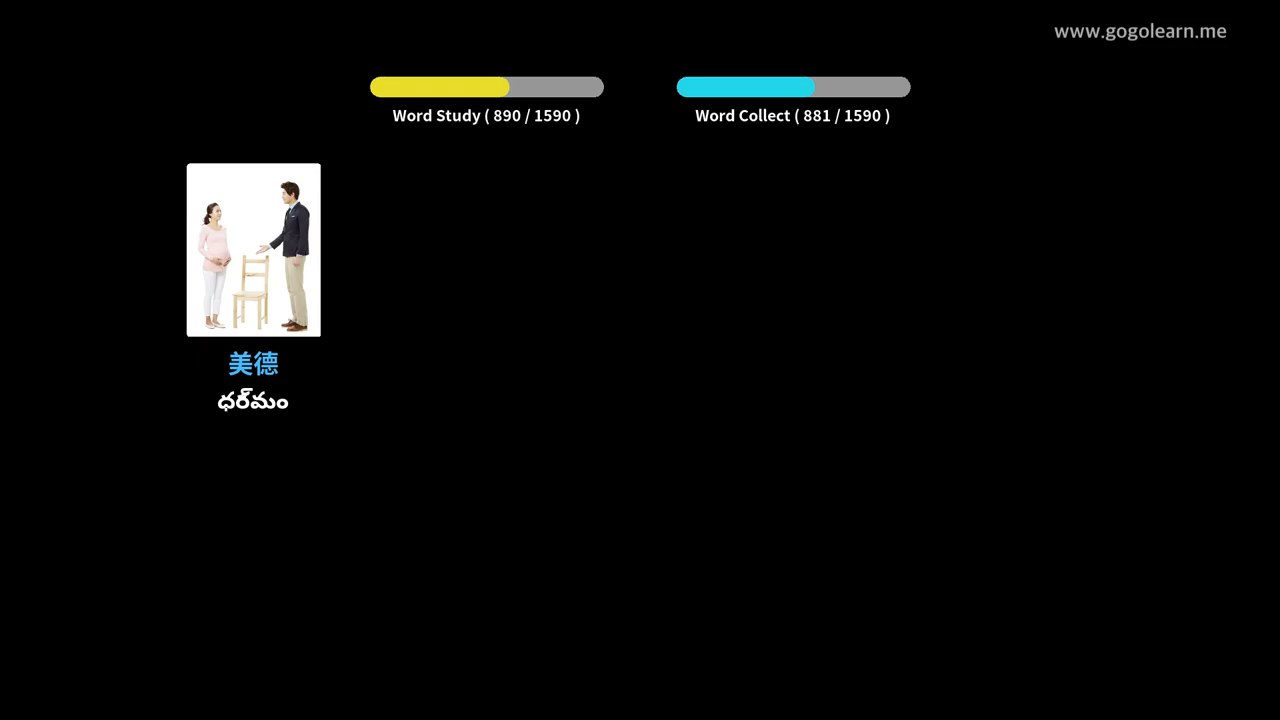 www.gogolearn.me
Word Study ( 890 / 1590 )
Word Collect ( 881 / 1590 )
美德
ధర్‌మం